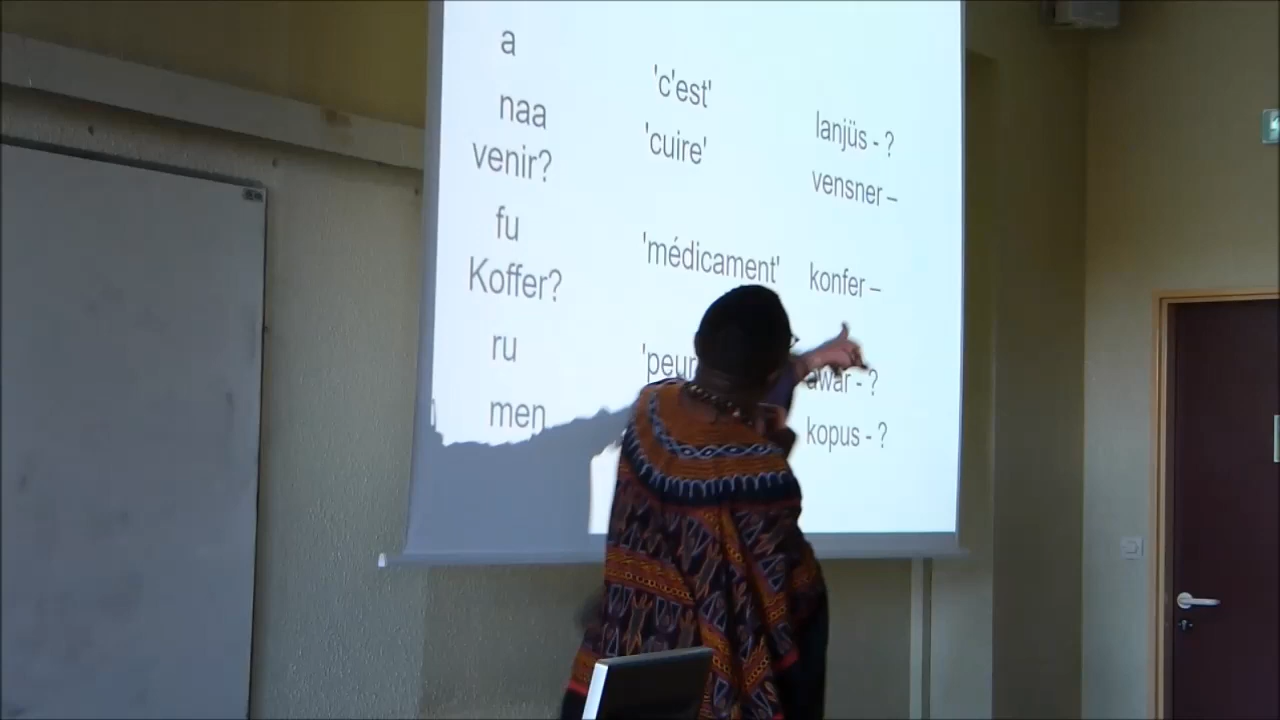 a 'c'est' lanjüs - ?
naa 'cuire' vensner –
venir?
fu 'médicament' konfer –
Koffer?
ru 'peur awar - ?
men kopus - ?